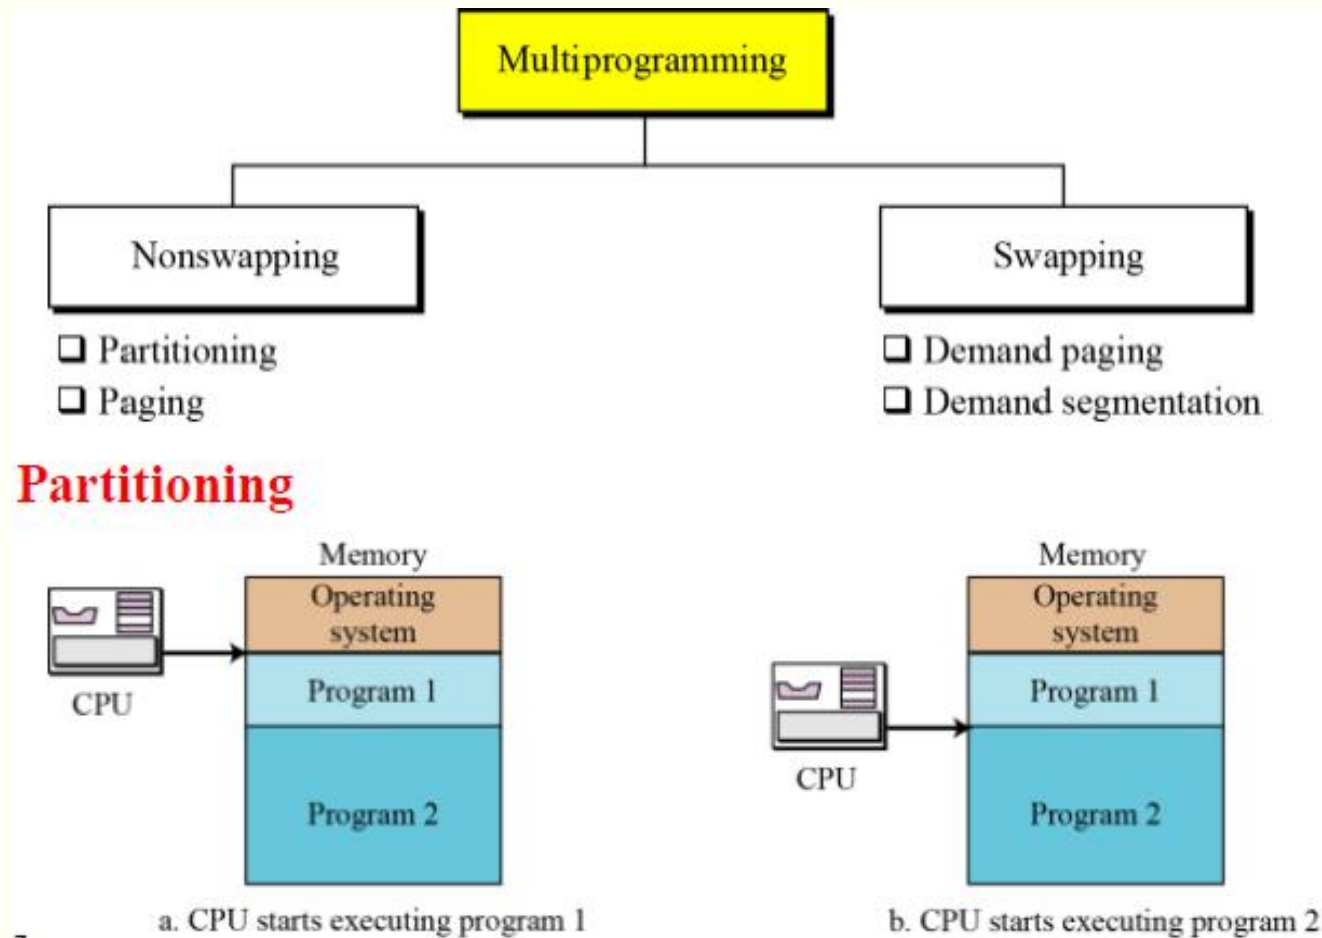 Multiprogramming
Nonswapping
Swapping
❑ Partitioning
❑ Paging
❑ Demand paging
❑ Demand segmentation
Partitioning
Memory
Operating
system
Program 1
Program 2
CPU
a. CPU starts executing program 1
Memory
Operating
system
Program 1
Program 2
CPU
b. CPU starts executing program 2